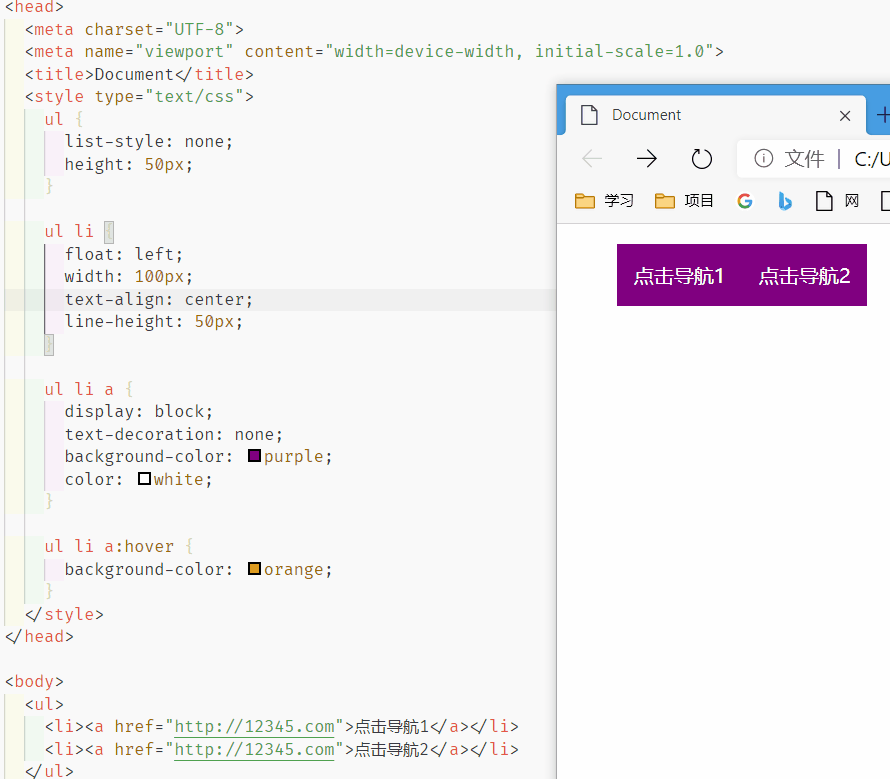 <head>
<meta charset="UTF-8">
<meta name="viewport" content="width=device-width, initial-scale=1.0">
<title>Document</title>
<style type="text/css">
ul {
list-style: none;
height: 50px;
}
ul li {
float: left;
width: 100px;
text-align: center;
line-height: 50px;
}
ul li a {
display: block;
text-decoration: none;
background-color: purple;
color: white;
}
ul li a:hover {
background-color: orange;
}
</style>
</head>
<body>
<ul>
<li><a href="http://12345.com">点击导航1</a></li>
<li><a href="http://12345.com">点击导航2</a></li>
</ul>
Document
文件 | C:/U
学习 项目 网
点击导航1 点击导航2